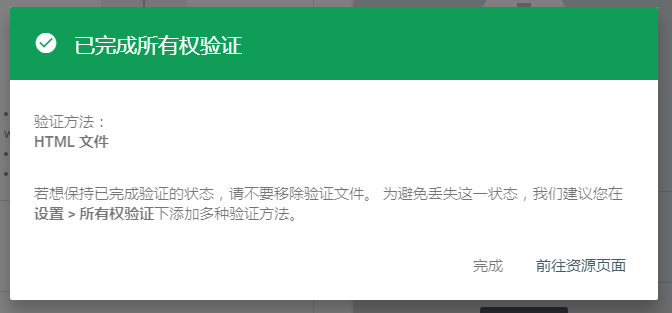 已完成所有权验证
验证方法：
HTML 文件
若想保持已完成验证的状态，请不要移除验证文件。 为避免丢失这一状态，我们建议您在
设置 > 所有权验证下添加多种验证方法。
完成 前往资源页面